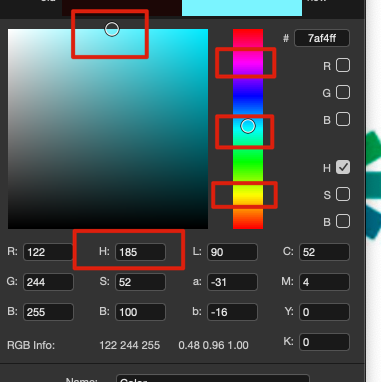 # 7af4ff
R
G
B
H
S
B
R: 122 H: 185 L: 90 C: 52
G: 244 S: 52 a: -31 M: 4
B: 255 B: 100 b: -16 Y: 0
RGB Info: 122 244 255 0.48 0.96 1.00 K: 0